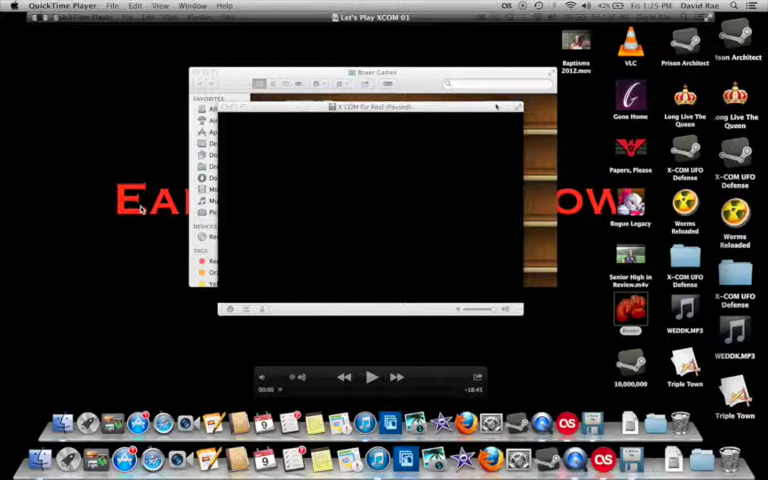 QuickTime Player File Edit View Window Help
42% Fri 1:25 PM David Rae
Let's Play XCOM 01
Boxer Games
FAVORITES
X COM for Real (Paused)
DEVICES
TAGS
00:00
-18:45
Baptisms
2012.mov
VLC
Prison Architect
Prison Architect
Gone Home
Long Live The
Queen
Long Live The
Queen
Papers, Please
X-COM UFO
Defense
X-COM UFO
Defense
Rogue Legacy
Worms
Reloaded
Worms
Reloaded
Senior High in
Review.m4v
X-COM UFO
Defense
X-COM UFO
Defense
Boxer
WEDDK.MP3
WEDDK.MP3
10,000,000
Triple Town
Triple Town